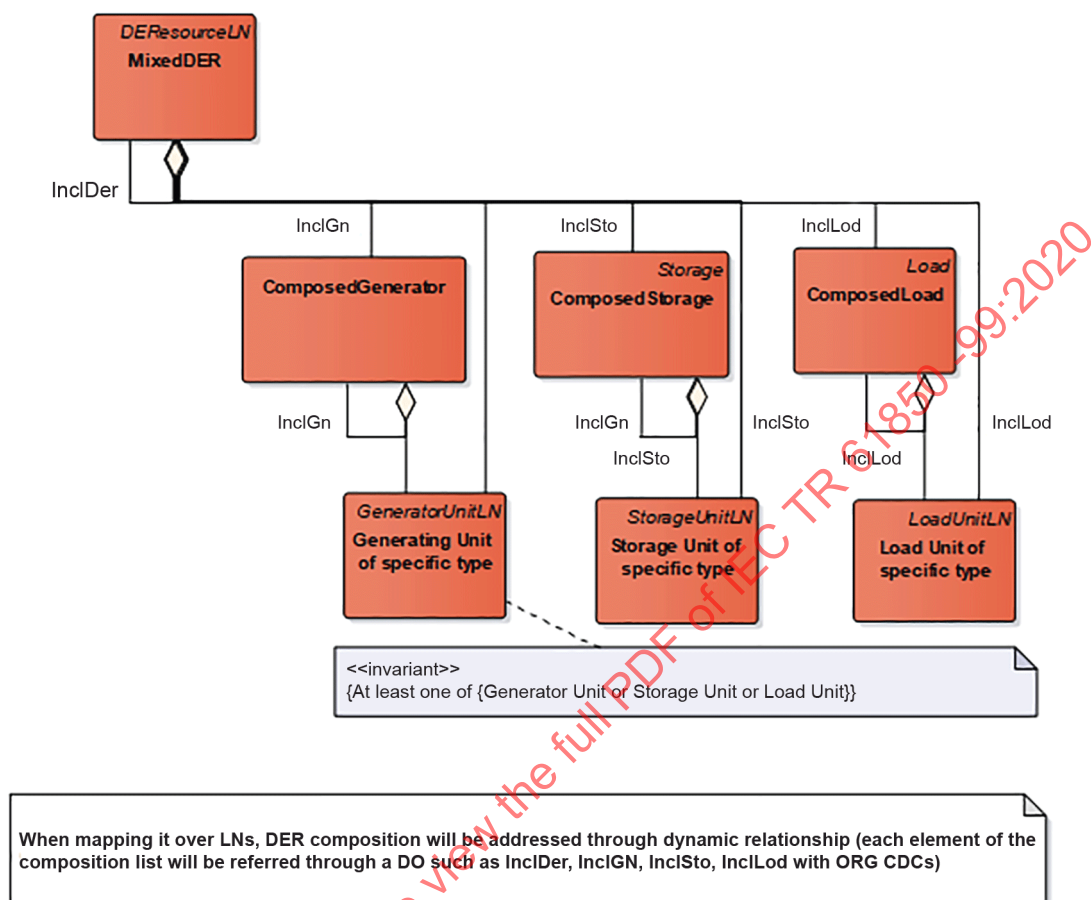 DEResourceLN
MixedDER
InclDer
InclGn
InclSto
InclLod
ComposedGenerator
Storage
ComposedStorage
Load
ComposedLoad
InclGn
InclGn
InclSto
InclLod
InclSto
InclLod
GeneratorUnitLN
Generating Unit
of specific type
StorageUnitLN
Storage Unit of
specific type
LoadUnitLN
Load Unit of
specific type
<<invariant>>
{At least one of {Generator Unit or Storage Unit or Load Unit}}
When mapping it over LNs, DER composition will be addressed through dynamic relationship (each element of the
composition list will be referred through a DO such as InclDer, InclGN, InclSto, InclLod with ORG CDCs)
view the full PDF of IEC TR 61850-99:2020